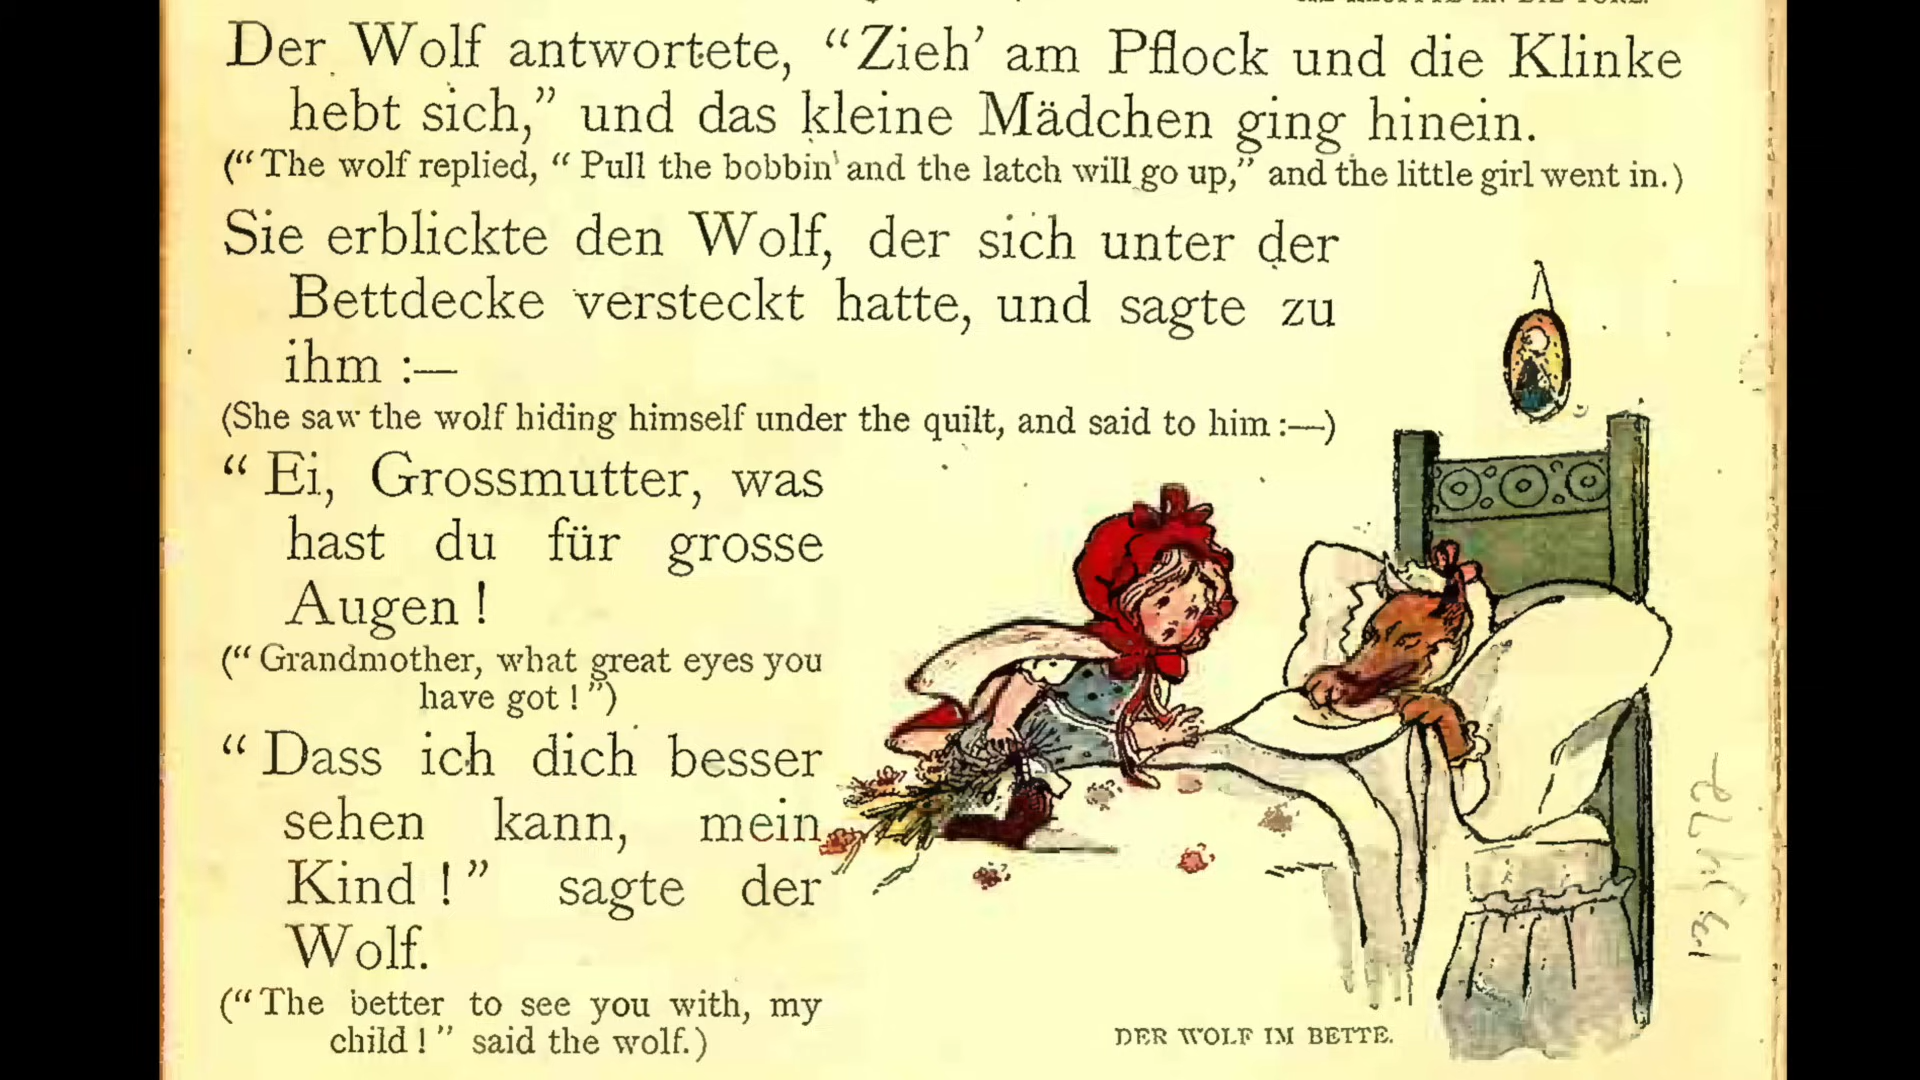 Der Wolf antwortete, “Zieh’ am Pflock und die Klinke
hebt sich,” und das kleine Mädchen ging hinein.
(“The wolf replied, “Pull the bobbin and the latch will go up,” and the little girl went in.)
Sie erblickte den Wolf, der sich unter der
Bettdecke versteckt hatte, und sagte zu
ihm :—
(She saw the wolf hiding himself under the quilt, and said to him :—)
“Ei, Grossmutter, was
hast du für grosse
Augen !
(“Grandmother, what great eyes you
have got ! ”)
“Dass ich dich besser
sehen kann, mein
Kind ! ” sagte der
Wolf.
(“The better to see you with, my
child ! ” said the wolf.)
DER WOLF IM BETTE.